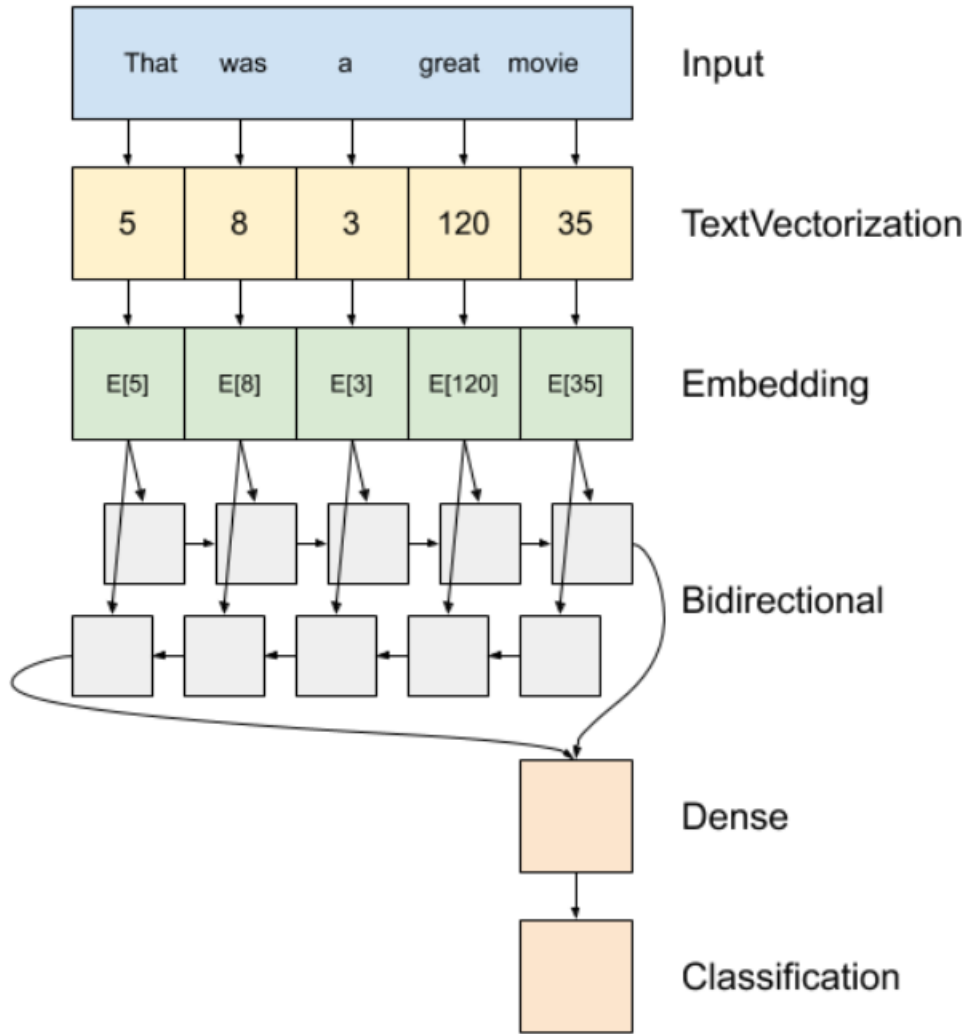 That was a great movie Input
5 8 3 120 35 TextVectorization
E[5] E[8] E[3] E[120] E[35] Embedding
Bidirectional
Dense
Classification